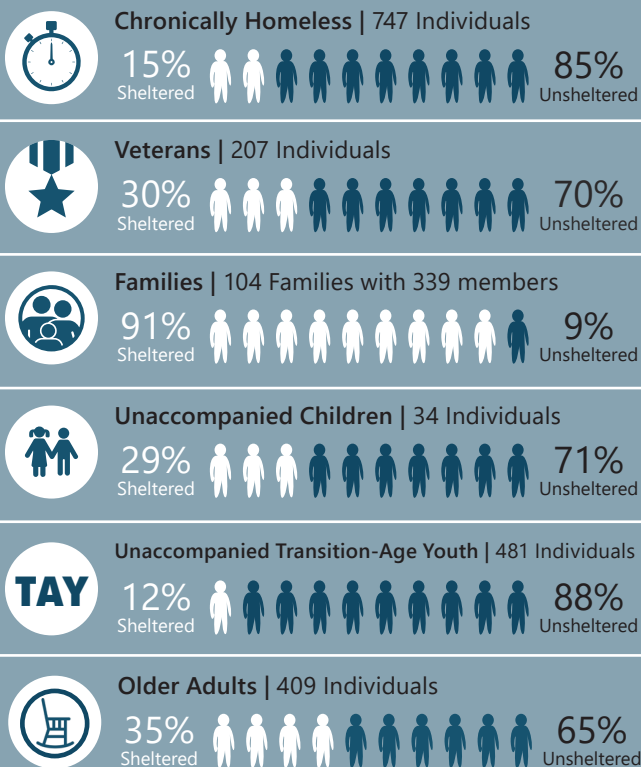 Chronically Homeless | 747 Individuals
15% 85%
Sheltered Unsheltered
Veterans | 207 Individuals
30% 70%
Sheltered Unsheltered
Families | 104 Families with 339 members
91% 9%
Sheltered Unsheltered
Unaccompanied Children | 34 Individuals
29% 71%
Sheltered Unsheltered
Unaccompanied Transition-Age Youth | 481 Individuals
TAY 12% 88%
Sheltered Unsheltered
Older Adults | 409 Individuals
35% 65%
Sheltered Unsheltered